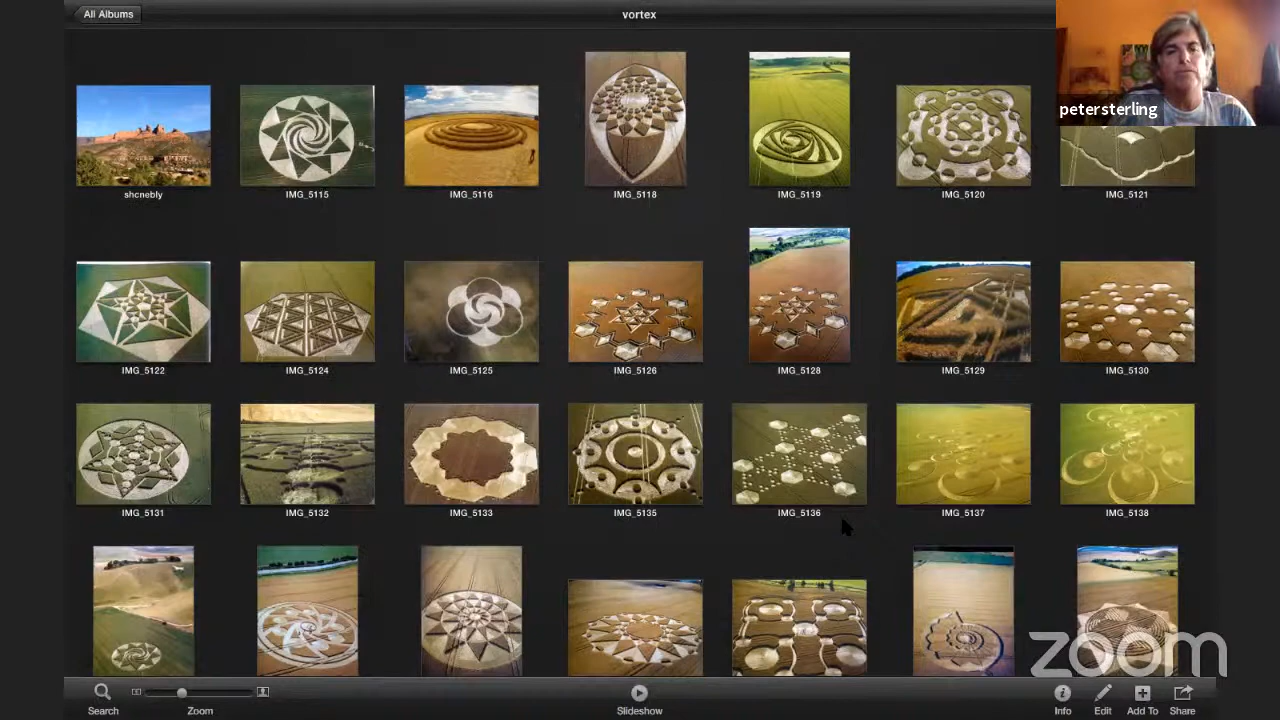 All Albums
vortex
petersterling
shcnebly
IMG_5115
IMG_5116
IMG_5118
IMG_5119
IMG_5120
IMG_5121
IMG_5122
IMG_5124
IMG_5125
IMG_5126
IMG_5128
IMG_5129
IMG_5130
IMG_5131
IMG_5132
IMG_5133
IMG_5135
IMG_5136
IMG_5137
IMG_5138
zoom
Search
Zoom
Slideshow
Info
Edit
Add To
Share